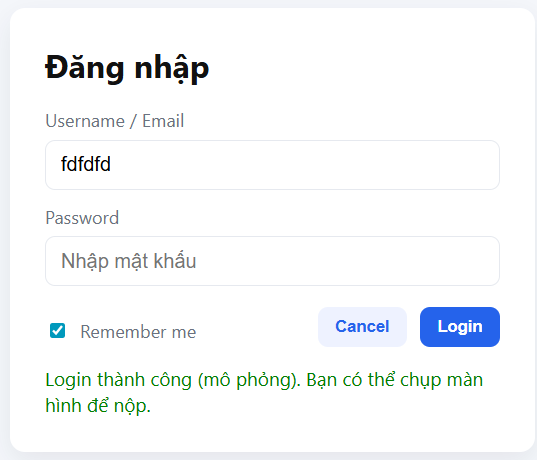 Đăng nhập
Username / Email
fdfdfd
Password
Nhập mật khẩu
Remember me
Cancel
Login
Login thành công (mô phỏng). Bạn có thể chụp màn
hình để nộp.